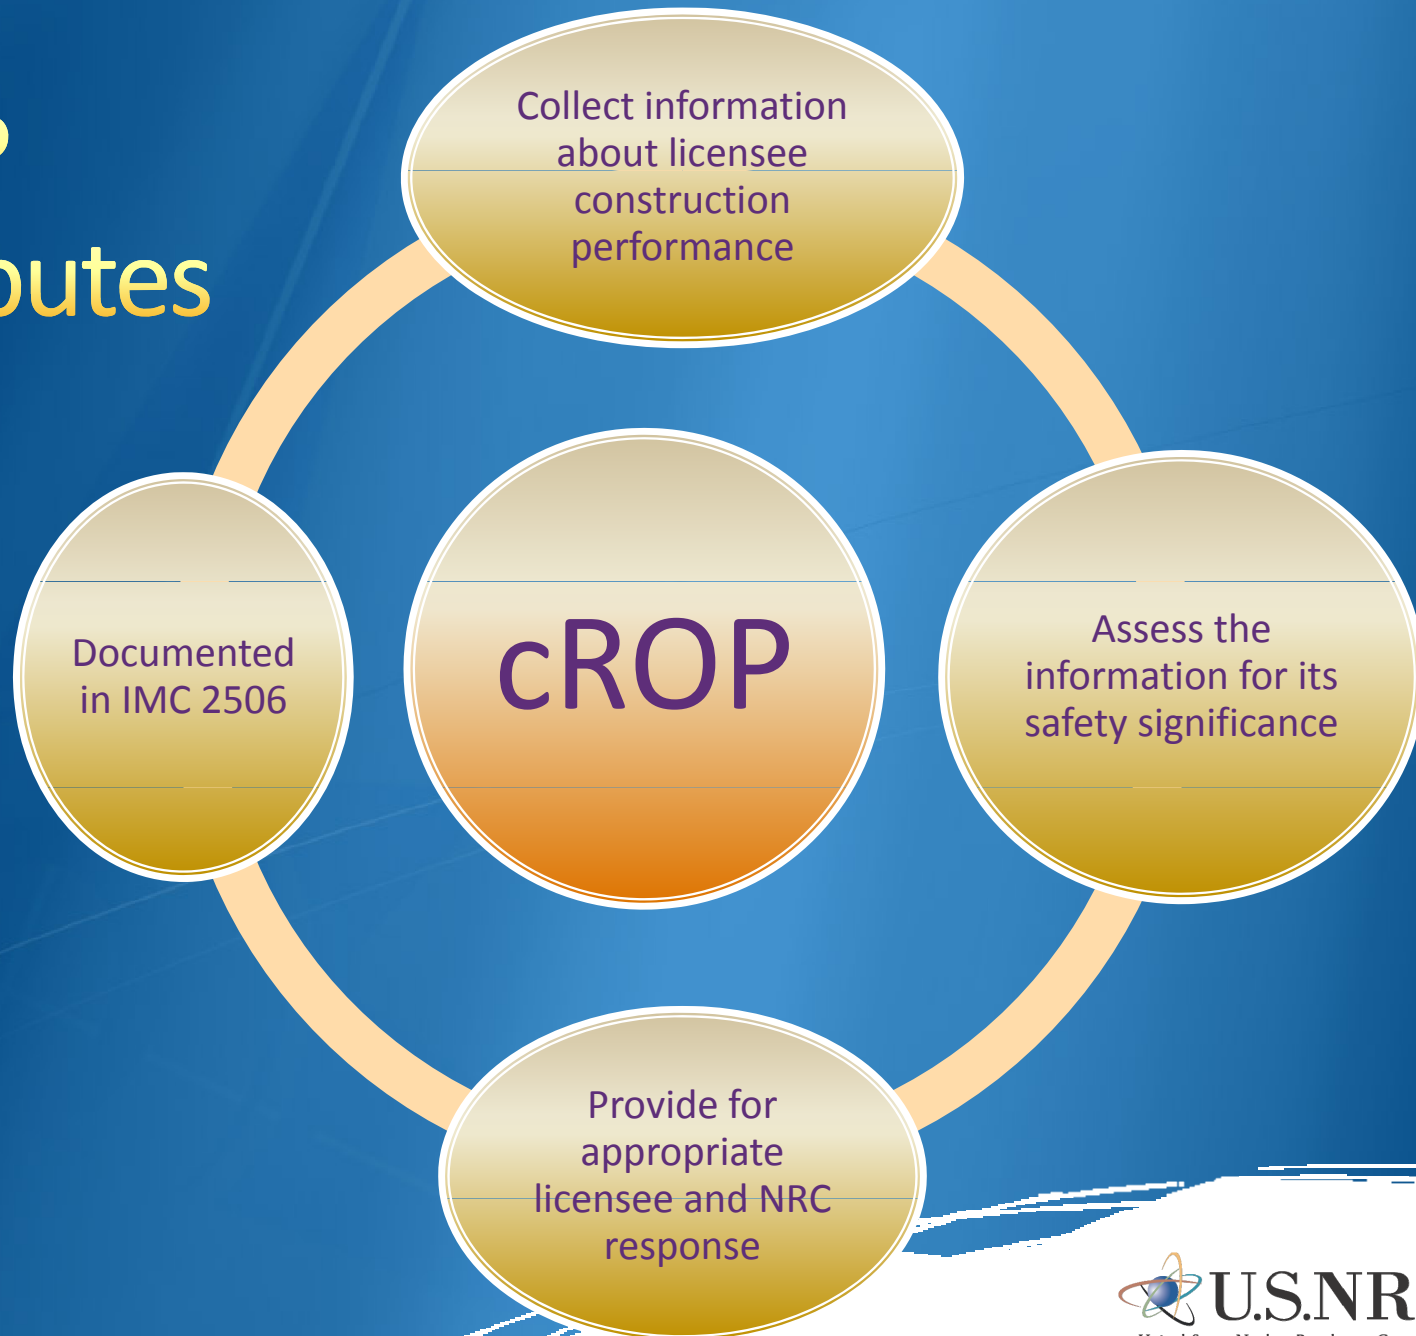 Collect information
about licensee
construction
performance
Documented
in IMC 2506
cROP
Assess the
information for its
safety significance
Provide for
appropriate
licensee and NRC
response
U.S.NR